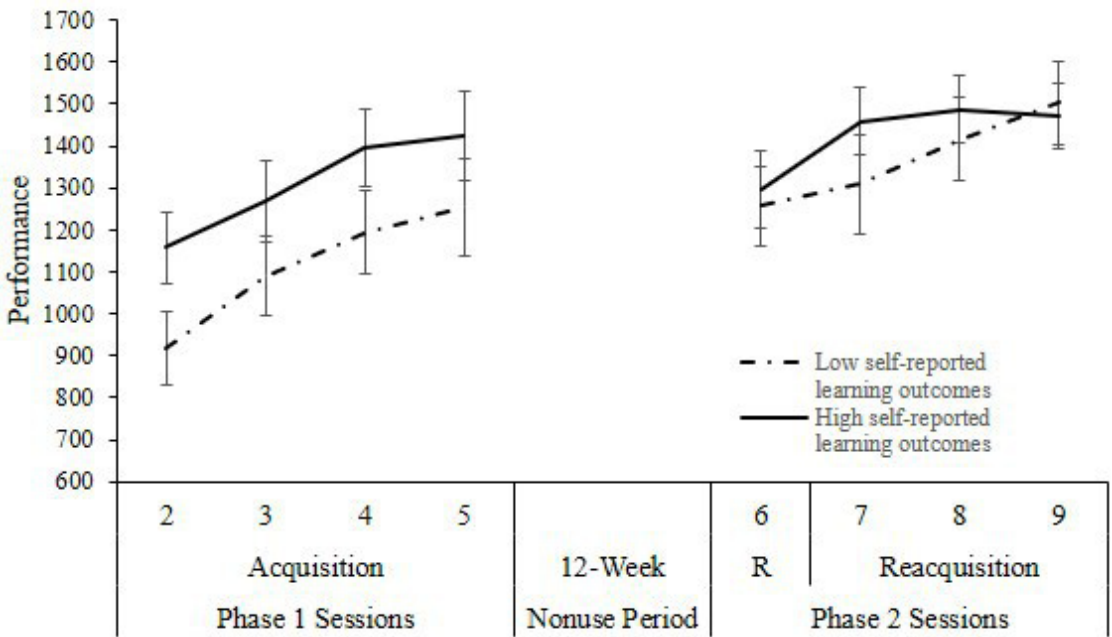 1700
1600
1500
1400
1300
1200
1100
1000
900
800
700
600
Performance
Low self-reported
learning outcomes
High self-reported
learning outcomes
2 3 4 5 6 7 8 9
Acquisition 12-Week R Reacquisition
Phase 1 Sessions Nonuse Period Phase 2 Sessions